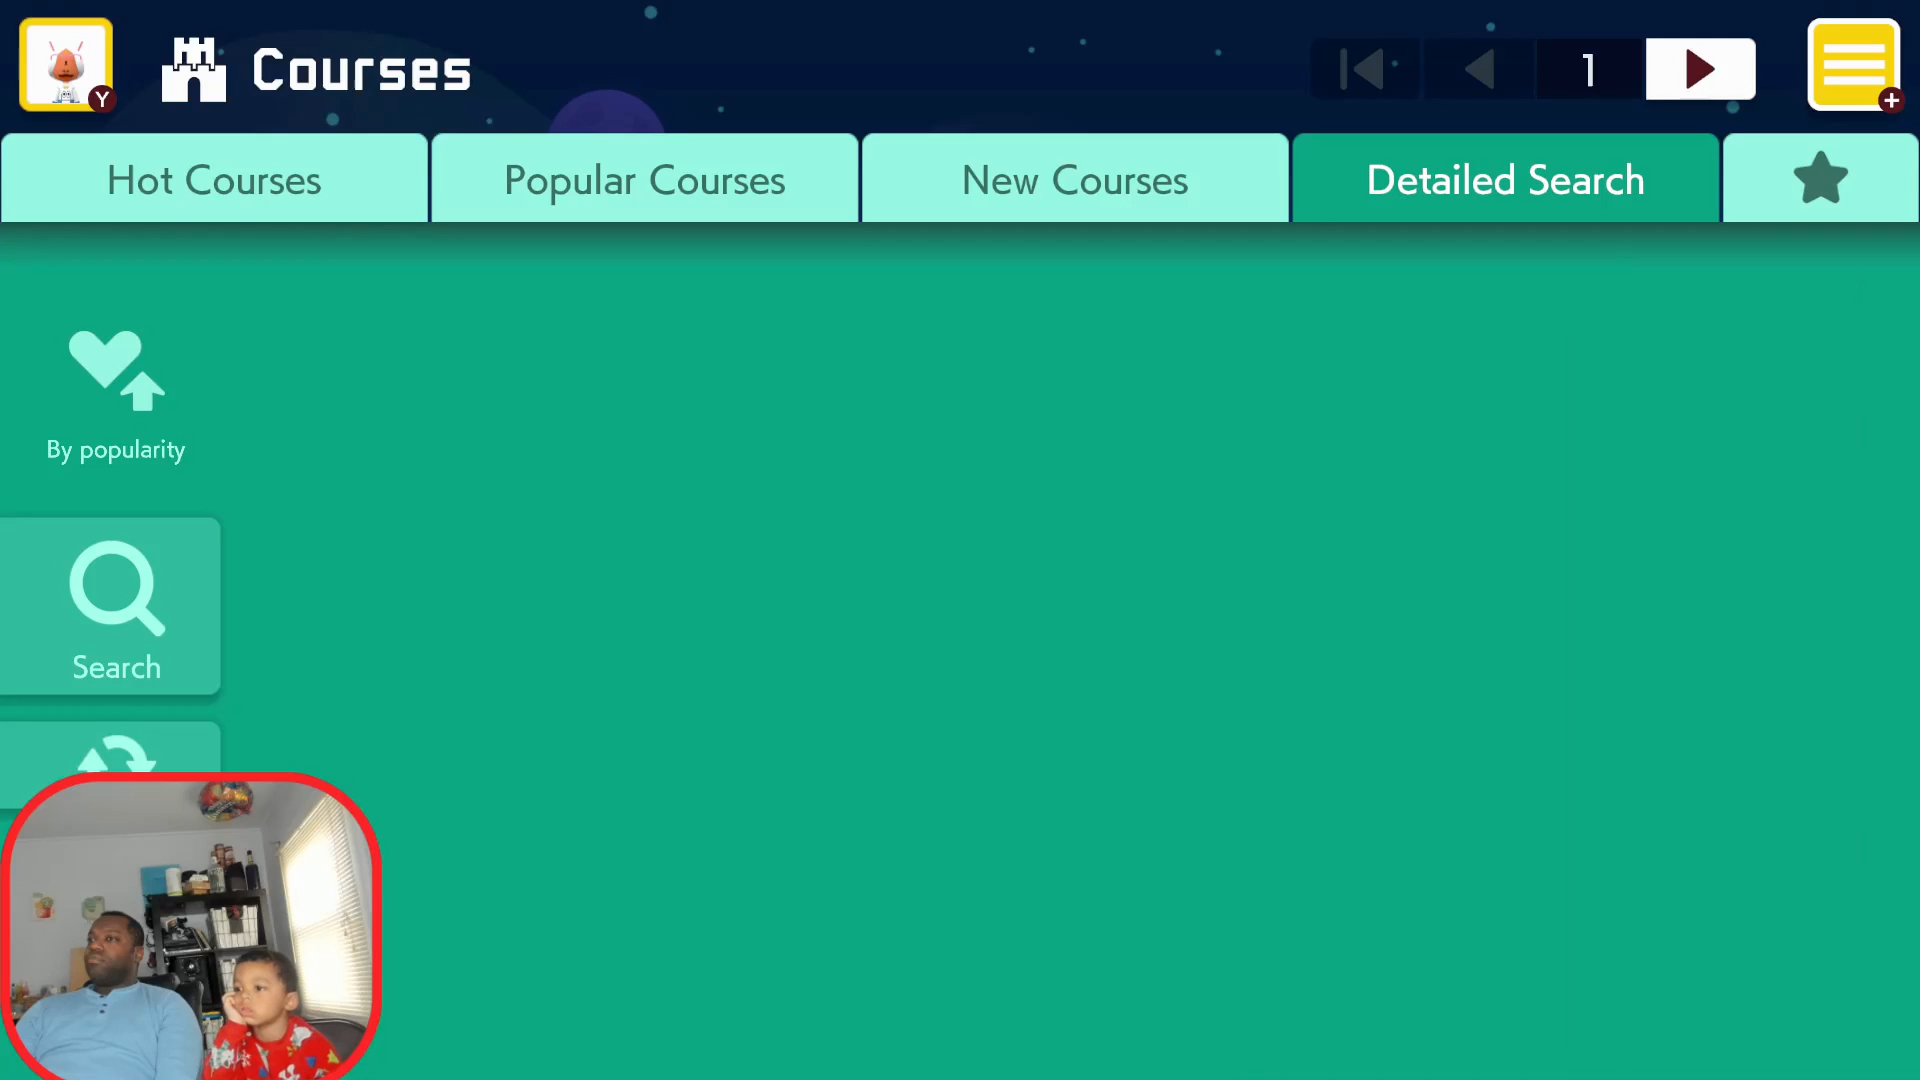 Y
Courses
1
+
Hot Courses
Popular Courses
New Courses
Detailed Search
By popularity
Search